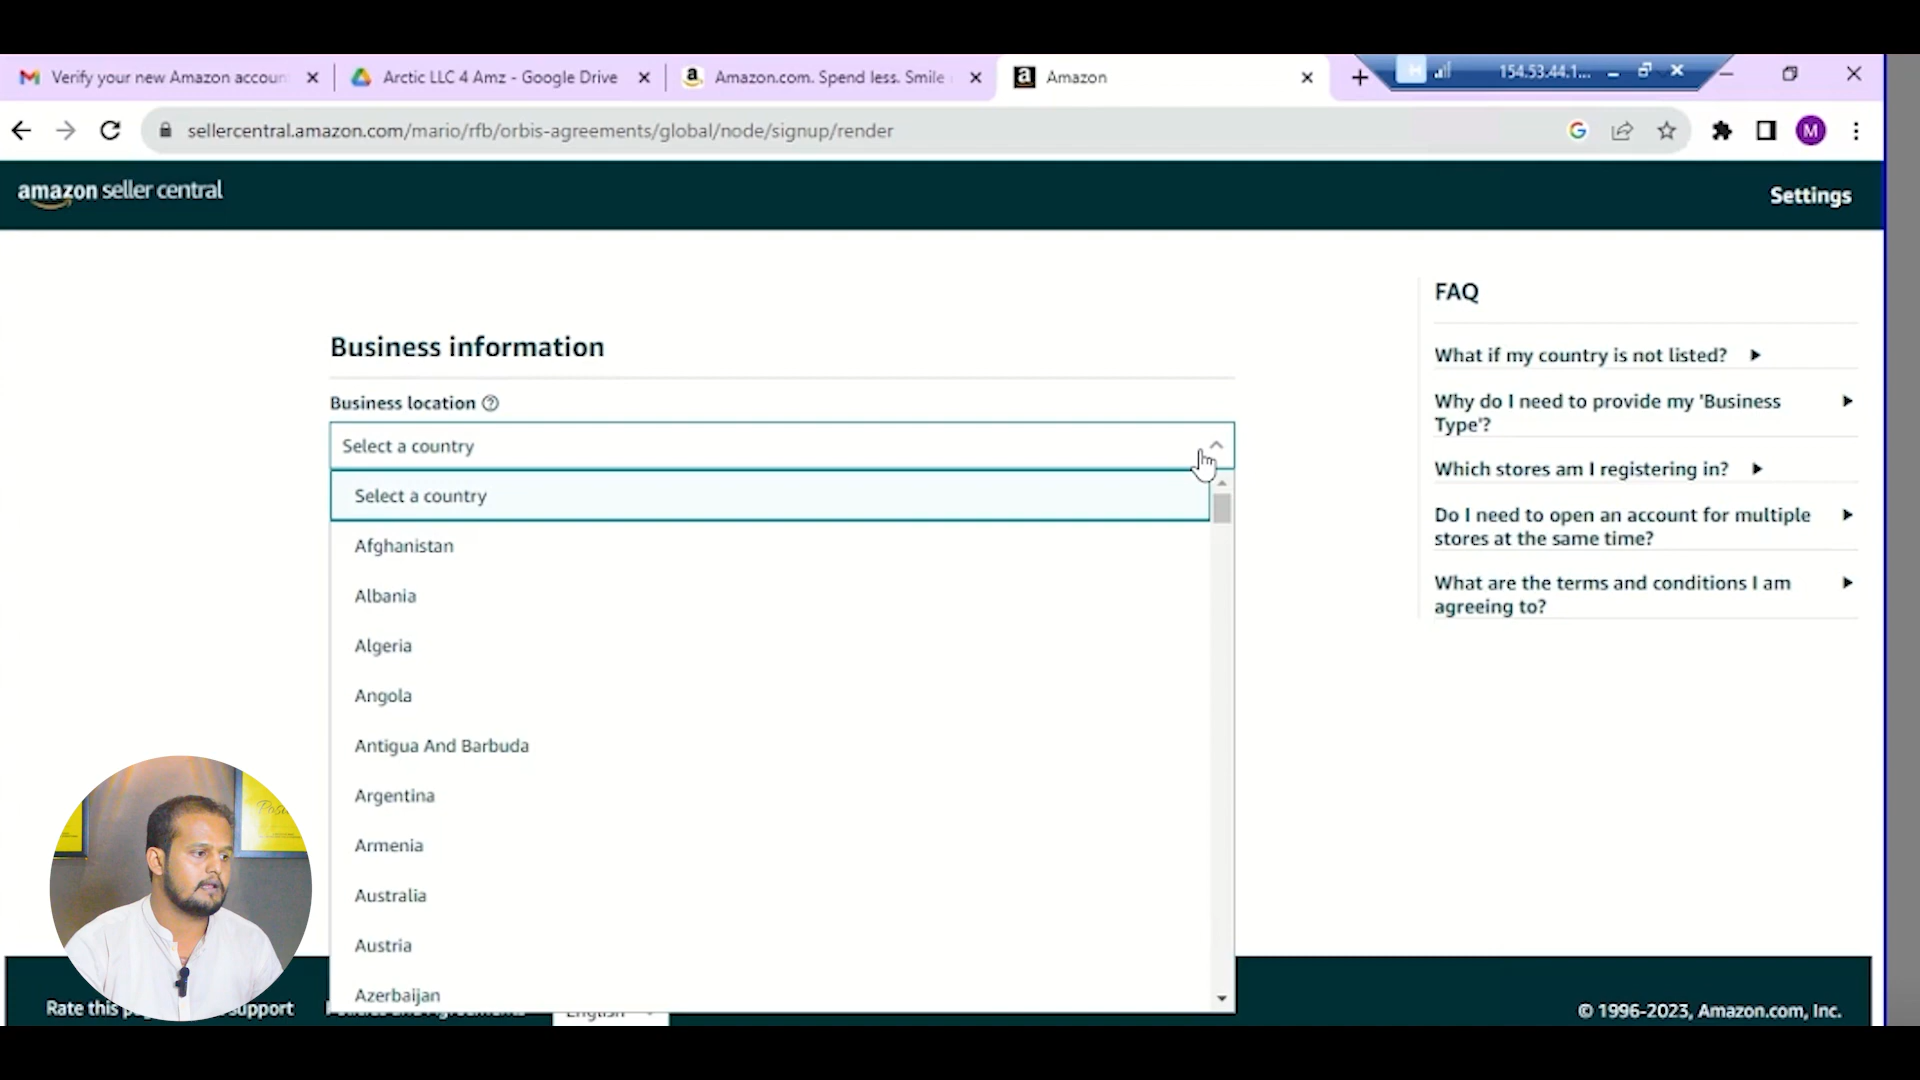 Verify your new Amazon accoun
Arctic LLC 4 Amz - Google Drive
Amazon.com. Spend less. Smile
Amazon
154.53.44.1...
sellercentral.amazon.com/mario/rfb/orbis-agreements/global/node/signup/render
M
amazon seller central
Settings
Business information
Business location
Select a country
Select a country
Afghanistan
Albania
Algeria
Angola
Antigua And Barbuda
Argentina
Armenia
Australia
Austria
Azerbaijan
FAQ
What if my country is not listed?
Why do I need to provide my 'Business
Type'?
Which stores am I registering in?
Do I need to open an account for multiple
stores at the same time?
What are the terms and conditions I am
agreeing to?
Rate this support
English
© 1996-2023, Amazon.com, Inc.